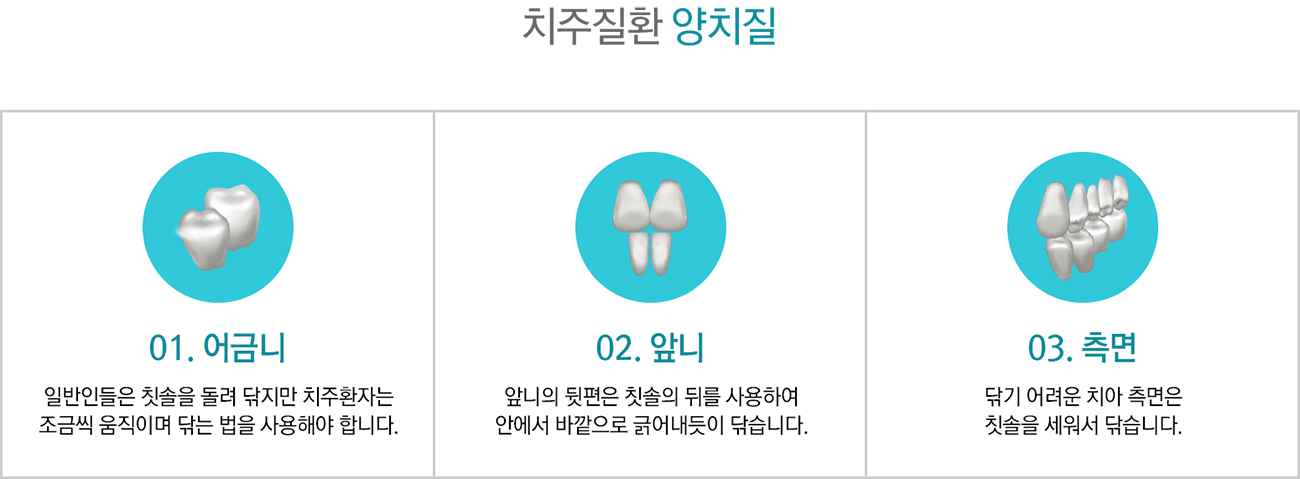 치주질환 양치질
01. 어금니
일반인들은 칫솔을 돌려 닦지만 치주환자는
조금씩 움직이며 닦는 법을 사용해야 합니다.
02. 앞니
앞니의 뒷편은 칫솔의 뒤를 사용하여
안에서 바깥으로 긁어내듯이 닦습니다.
03. 측면
닦기 어려운 치아 측면은
칫솔을 세워서 닦습니다.